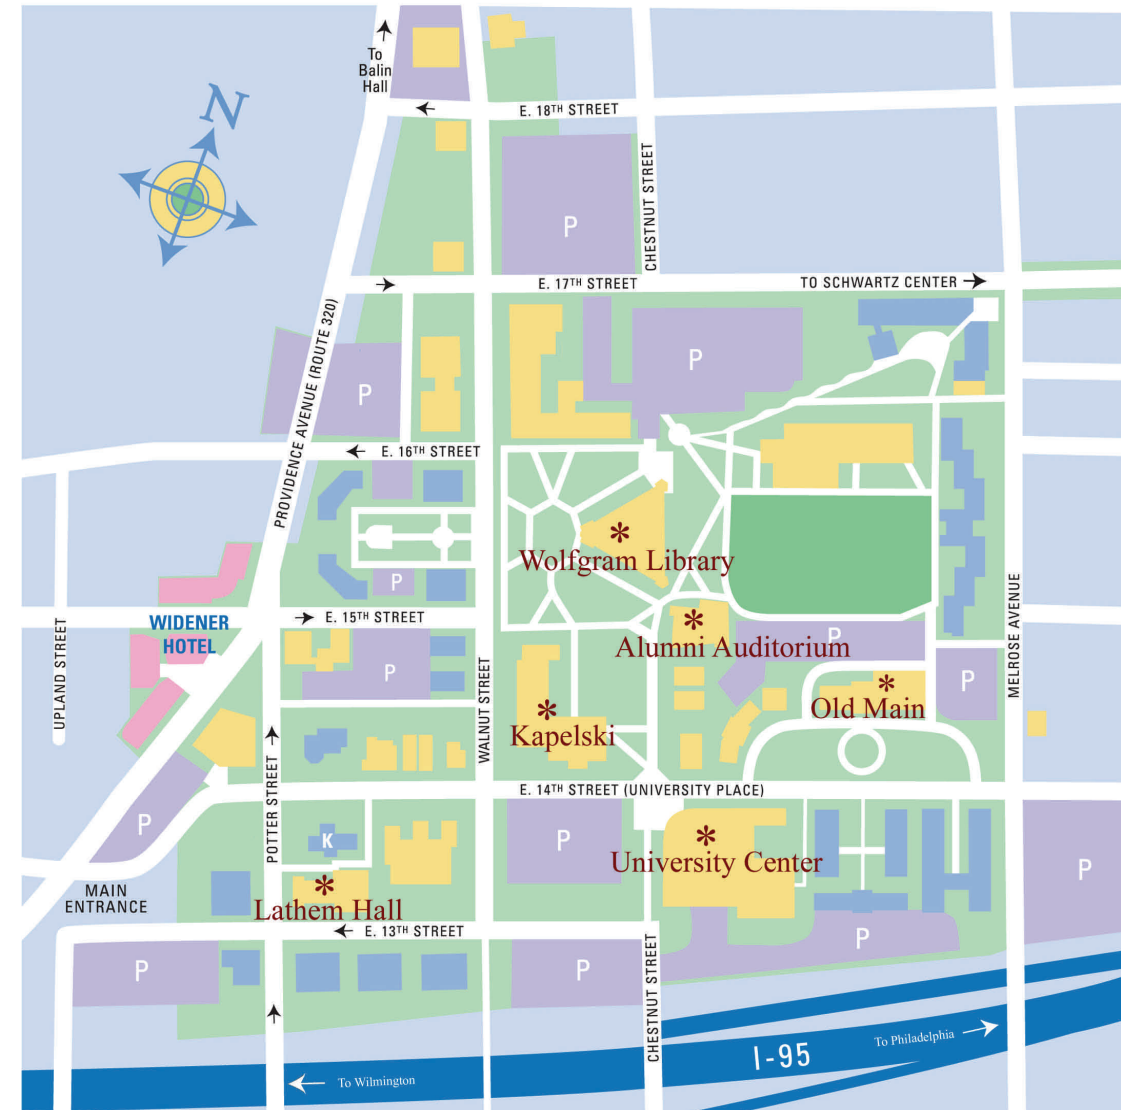 To
Balin
Hall
N
E. 18TH STREET
CHESTNUT STREET
P
E. 17TH STREET
TO SCHWARTZ CENTER
PROVIDENCE AVENUE (ROUTE 320)
P
P
E. 16TH STREET
Wolfgram Library
P
E. 15TH STREET
WIDENER
HOTEL
UPLAND STREET
Alumni Auditorium
P
P
P
MELROSE AVENUE
Old Main
WALNUT STREET
Kapelski
POTTER STREET
E. 14TH STREET (UNIVERSITY PLACE)
P
K
P
University Center
P
MAIN
ENTRANCE
Lathem Hall
E. 13TH STREET
P
P
P
CHESTNUT STREET
I-95
To Philadelphia
To Wilmington